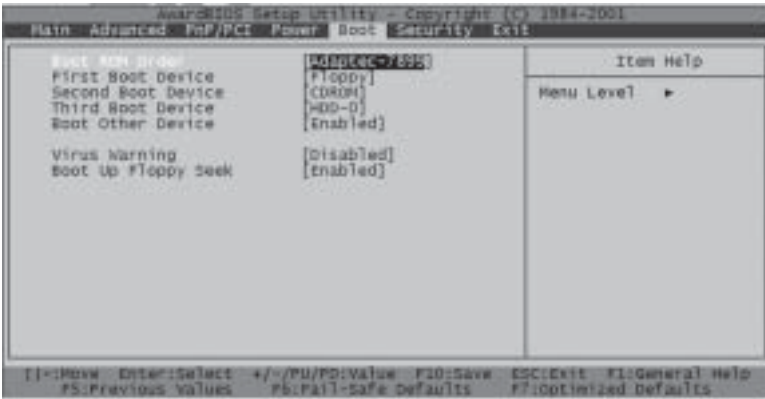 AwardBIOS Setup Utility - Copyright (C) 1984-2001
Main Advanced PnP/PCI Power Boot Security Exit
Boot ROM Order [Adaptec-7899]
First Boot Device [Floppy]
Second Boot Device [CDROM]
Third Boot Device [HDD-0]
Boot Other Device [Enabled]
Virus Warning [Disabled]
Boot Up Floppy Seek [Enabled]
Item Help
Menu Level ►
:Move Enter:Select +/-/PU/PD:Value F10:Save ESC:Exit F1:General Help
F5:Previous Values F6:Fail-Safe Defaults F7:Optimized Defaults